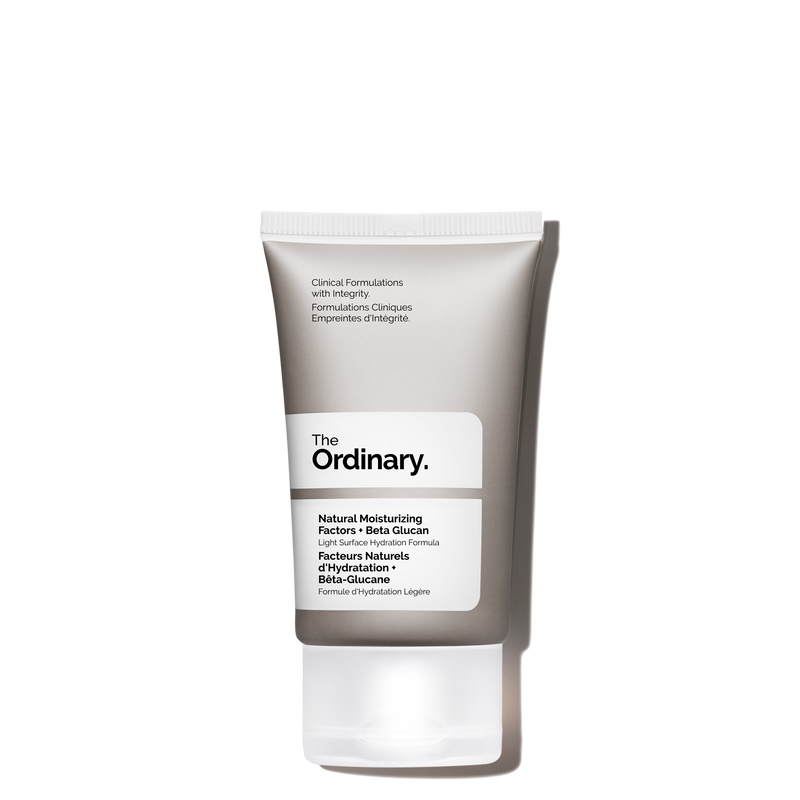 Clinical Formulations
with Integrity.
Formulations Cliniques
Empreintes d'Intégrité.
The
Ordinary.
Natural Moisturizing
Factors + Beta Glucan
Light Surface Hydration Formula
Facteurs Naturels
d'Hydratation +
Bêta-Glucane
Formule d'Hydratation Légère